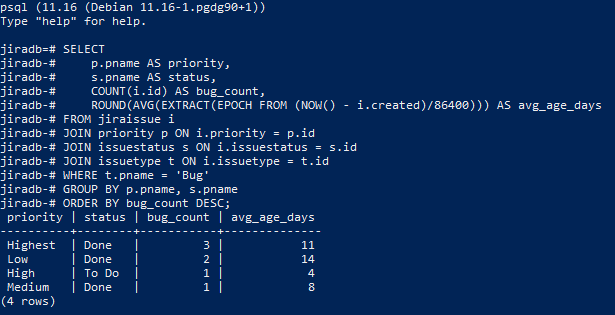 psql (11.16 (Debian 11.16-1.pgdg90+1))
Type "help" for help.

jiradb=# SELECT
jiradb-#     p.pname AS priority,
jiradb-#     s.pname AS status,
jiradb-#     COUNT(i.id) AS bug_count,
jiradb-#     ROUND(AVG(EXTRACT(EPOCH FROM (NOW() - i.created)/86400))) AS avg_age_days
jiradb-# FROM jiraissue i
jiradb-# JOIN priority p ON i.priority = p.id
jiradb-# JOIN issuestatus s ON i.issuestatus = s.id
jiradb-# JOIN issuetype t ON i.issuetype = t.id
jiradb-# WHERE t.pname = 'Bug'
jiradb-# GROUP BY p.pname, s.pname
jiradb-# ORDER BY bug_count DESC;
 priority | status | bug_count | avg_age_days
----------+--------+-----------+--------------
 Highest  | Done   |         3 |           11
 Low      | Done   |         2 |           14
 High     | To Do  |         1 |            4
 Medium   | Done   |         1 |            8
(4 rows)